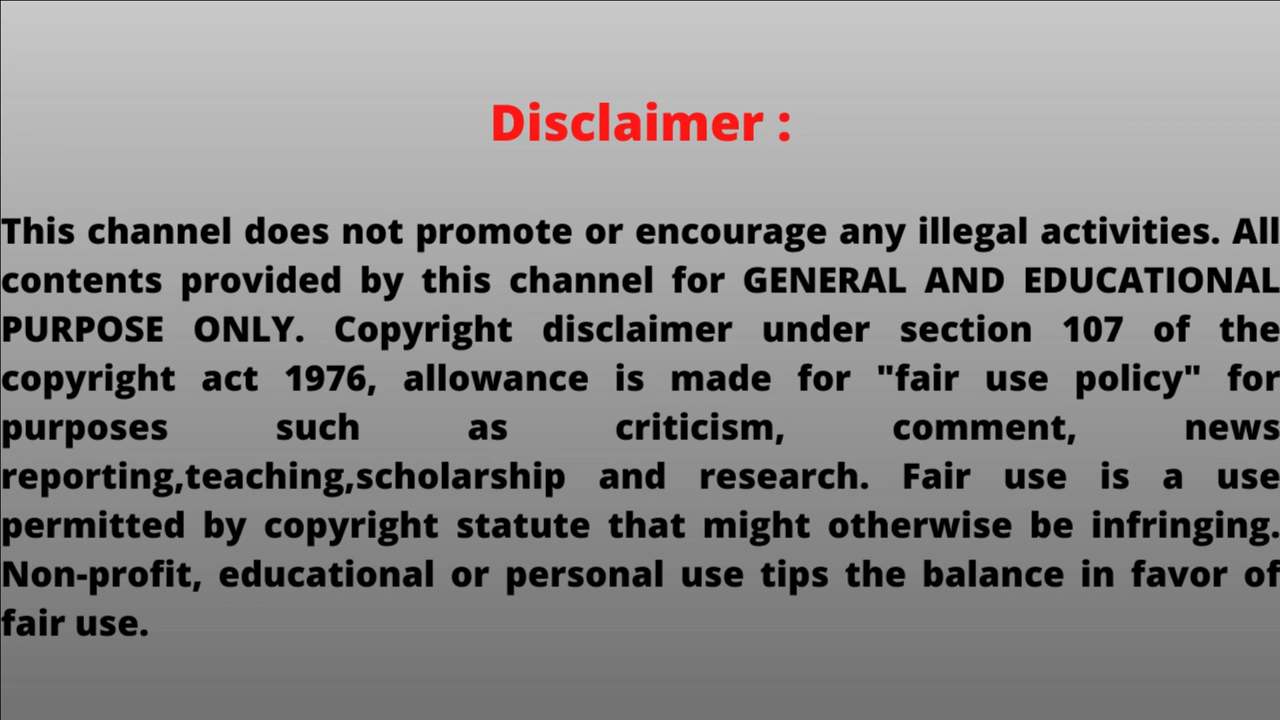 Disclaimer :
This channel does not promote or encourage any illegal activities. All
contents provided by this channel for GENERAL AND EDUCATIONAL
PURPOSE ONLY. Copyright disclaimer under section 107 of the
copyright act 1976, allowance is made for "fair use policy" for
purposes such as criticism, comment, news
reporting,teaching,scholarship and research. Fair use is a use
permitted by copyright statute that might otherwise be infringing.
Non-profit, educational or personal use tips the balance in favor of
fair use.